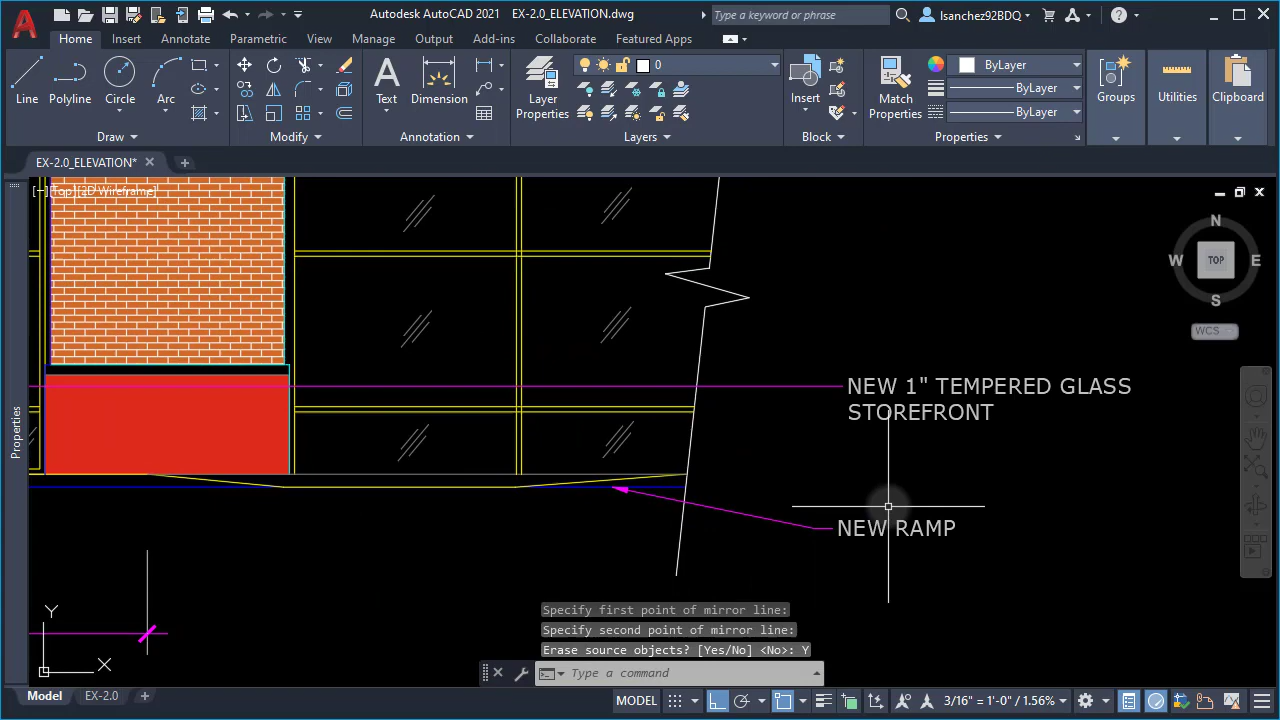 Autodesk AutoCAD 2021 EX-2.0_ELEVATION.dwg
Type a keyword or phrase
lsanchez92BDQ
Home Insert Annotate Parametric View Manage Output Add-ins Collaborate Featured Apps
Line Polyline Circle Arc
Text Dimension
Layer Properties
0
Insert
Match Properties
ByLayer
ByLayer
ByLayer
Groups Utilities Clipboard
Draw Modify Annotation Layers Block Properties
EX-2.0_ELEVATION*
[−][Top][2D Wireframe]
N
W TOP E
S
WCS
Properties
NEW 1" TEMPERED GLASS
STOREFRONT
NEW RAMP
Y
X
Specify first point of mirror line:
Specify second point of mirror line:
Erase source objects? [Yes/No] <No>: Y
Type a command
Model EX-2.0
MODEL
3/16" = 1'-0" / 1.56%